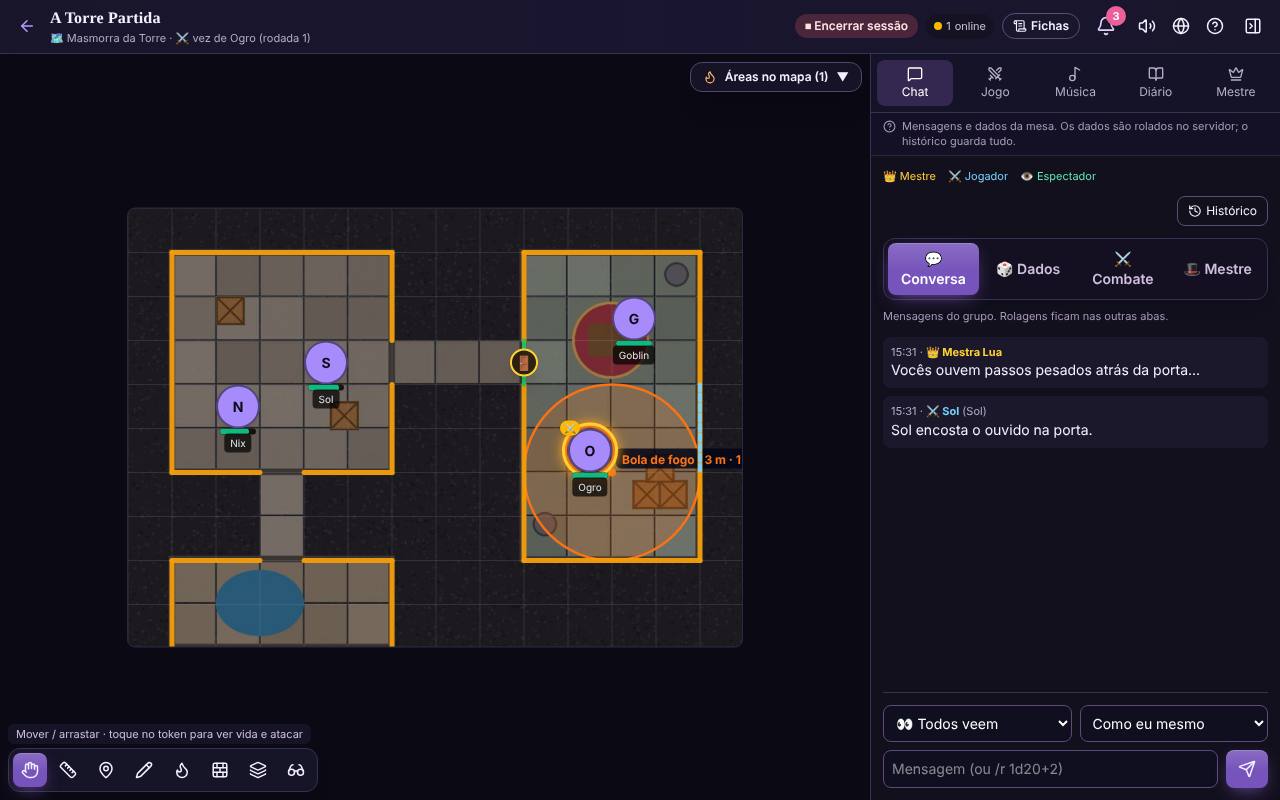 A Torre Partida
Masmorra da Torre · vez de Ogro (rodada 1)
Encerrar sessão
1 online
Fichas
3
Áreas no mapa (1) ▼
Chat
Jogo
Música
Diário
Mestre
Mensagens e dados da mesa. Os dados são rolados no servidor; o
histórico guarda tudo.
Mestre
Jogador
Espectador
Histórico
Conversa
Dados
Combate
Mestre
Mensagens do grupo. Rolagens ficam nas outras abas.
15:31 · Mestra Lua
Vocês ouvem passos pesados atrás da porta...
15:31 · Sol (Sol)
Sol encosta o ouvido na porta.
G
Goblin
S
Sol
N
Nix
O
Ogro
Bola de fogo · 3 m · 1
Mover / arrastar · toque no token para ver vida e atacar
Todos veem
Como eu mesmo
Mensagem (ou /r 1d20+2)